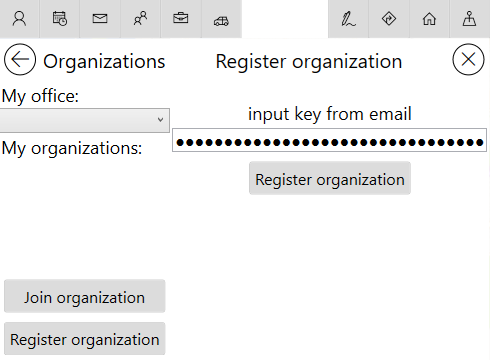 Organizations
Register organization
My office:
input key from email
My organizations:
Register organization
Join organization
Register organization